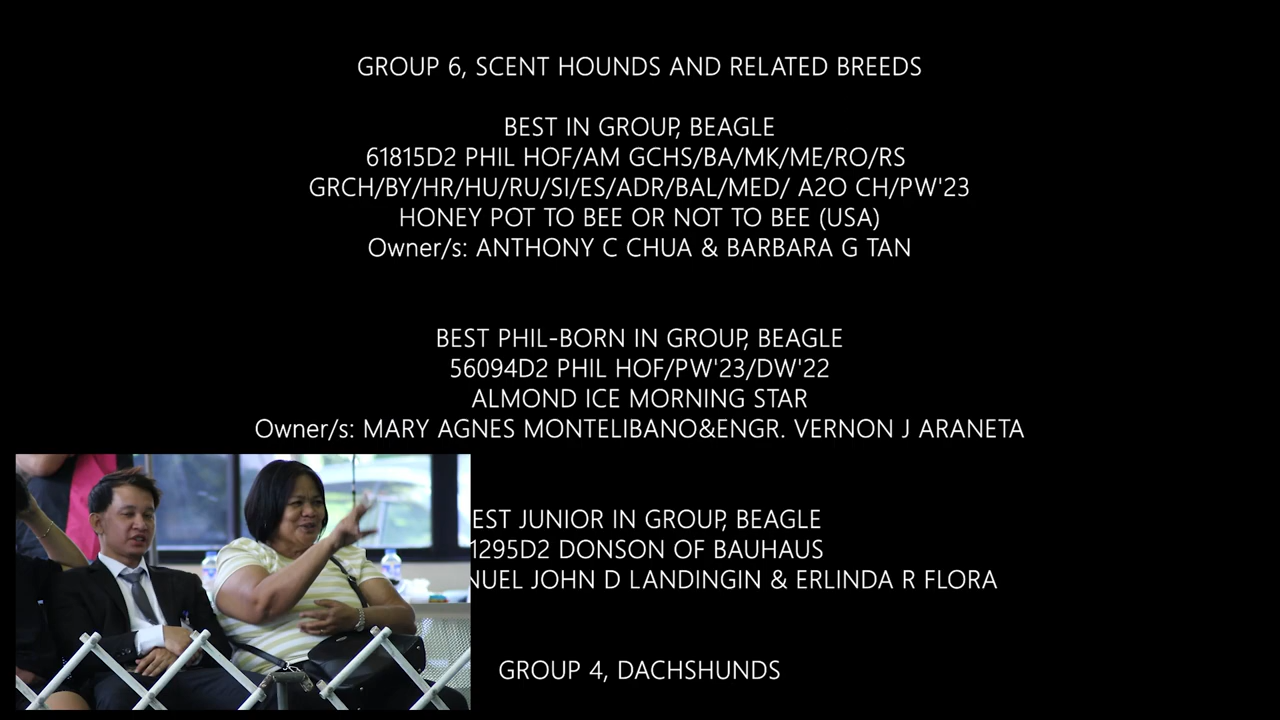 GROUP 6, SCENT HOUNDS AND RELATED BREEDS
BEST IN GROUP, BEAGLE
61815D2 PHIL HOF/AM GCHS/BA/MK/ME/RO/RS
GRCH/BY/HR/HU/RU/SI/ES/ADR/BAL/MED/ A2O CH/PW'23
HONEY POT TO BEE OR NOT TO BEE (USA)
Owner/s: ANTHONY C CHUA & BARBARA G TAN
BEST PHIL-BORN IN GROUP, BEAGLE
56094D2 PHIL HOF/PW'23/DW'22
ALMOND ICE MORNING STAR
Owner/s: MARY AGNES MONTELIBANO&ENGR. VERNON J ARANETA
EST JUNIOR IN GROUP, BEAGLE
1295D2 DONSON OF BAUHAUS
NUEL JOHN D LANDINGIN & ERLINDA R FLORA
GROUP 4, DACHSHUNDS